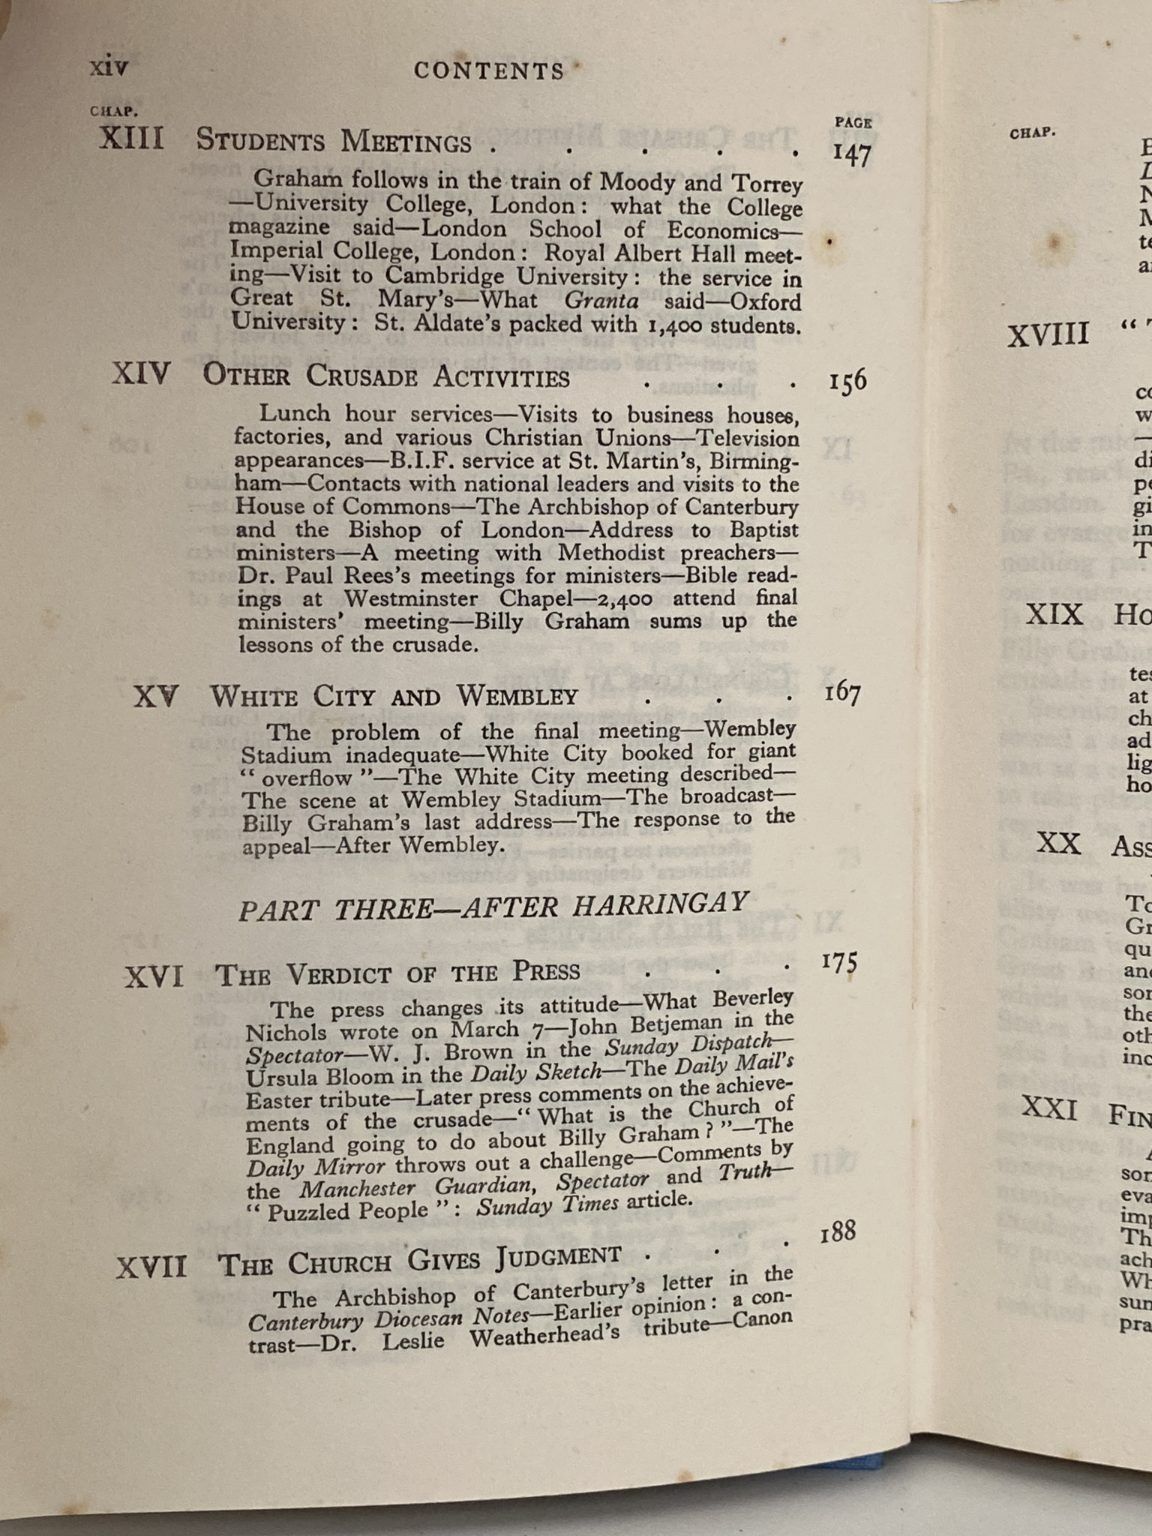 xiv CONTENTS
CHAP. PAGE
XIII STUDENTS MEETINGS . . . . . 147
Graham follows in the train of Moody and Torrey
—University College, London: what the College
magazine said—London School of Economics—
Imperial College, London: Royal Albert Hall meet-
ing—Visit to Cambridge University: the service in
Great St. Mary's—What Granta said—Oxford
University: St. Aldate's packed with 1,400 students.
XIV OTHER CRUSADE ACTIVITIES . . . 156
Lunch hour services—Visits to business houses,
factories, and various Christian Unions—Television
appearances—B.I.F. service at St. Martin's, Birming-
ham—Contacts with national leaders and visits to the
House of Commons—The Archbishop of Canterbury
and the Bishop of London—Address to Baptist
ministers—A meeting with Methodist preachers—
Dr. Paul Rees's meetings for ministers—Bible read-
ings at Westminster Chapel—2,400 attend final
ministers' meeting—Billy Graham sums up the
lessons of the crusade.
XV WHITE CITY AND WEMBLEY . . . 167
The problem of the final meeting—Wembley
Stadium inadequate—White City booked for giant
“ overflow ”—The White City meeting described—
The scene at Wembley Stadium—The broadcast—
Billy Graham's last address—The response to the
appeal—After Wembley.
PART THREE—AFTER HARRINGAY
XVI THE VERDICT OF THE PRESS . . . 175
The press changes its attitude—What Beverley
Nichols wrote on March 7—John Betjeman in the
Spectator—W. J. Brown in the Sunday Dispatch—
Ursula Bloom in the Daily Sketch—The Daily Mail's
Easter tribute—Later press comments on the achieve-
ments of the crusade—“ What is the Church of
England going to do about Billy Graham ? ”—The
Daily Mirror throws out a challenge—Comments by
the Manchester Guardian, Spectator and Truth—
“ Puzzled People ”: Sunday Times article.
XVII THE CHURCH GIVES JUDGMENT . . . 188
The Archbishop of Canterbury's letter in the
Canterbury Diocesan Notes—Earlier opinion: a con-
trast—Dr. Leslie Weatherhead's tribute—Canon
CHAP.
XVIII
XIX
XX
XXI